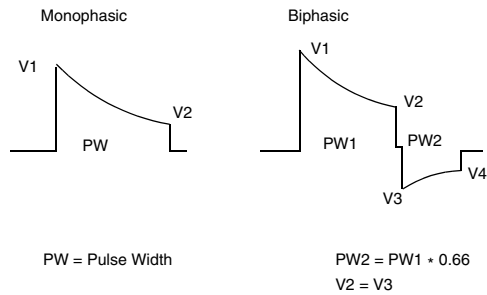 Monophasic
V1
V2
PW
PW = Pulse Width
Biphasic
V1
V2
PW1
PW2
V3
V4
PW2 = PW1 * 0.66
V2 = V3